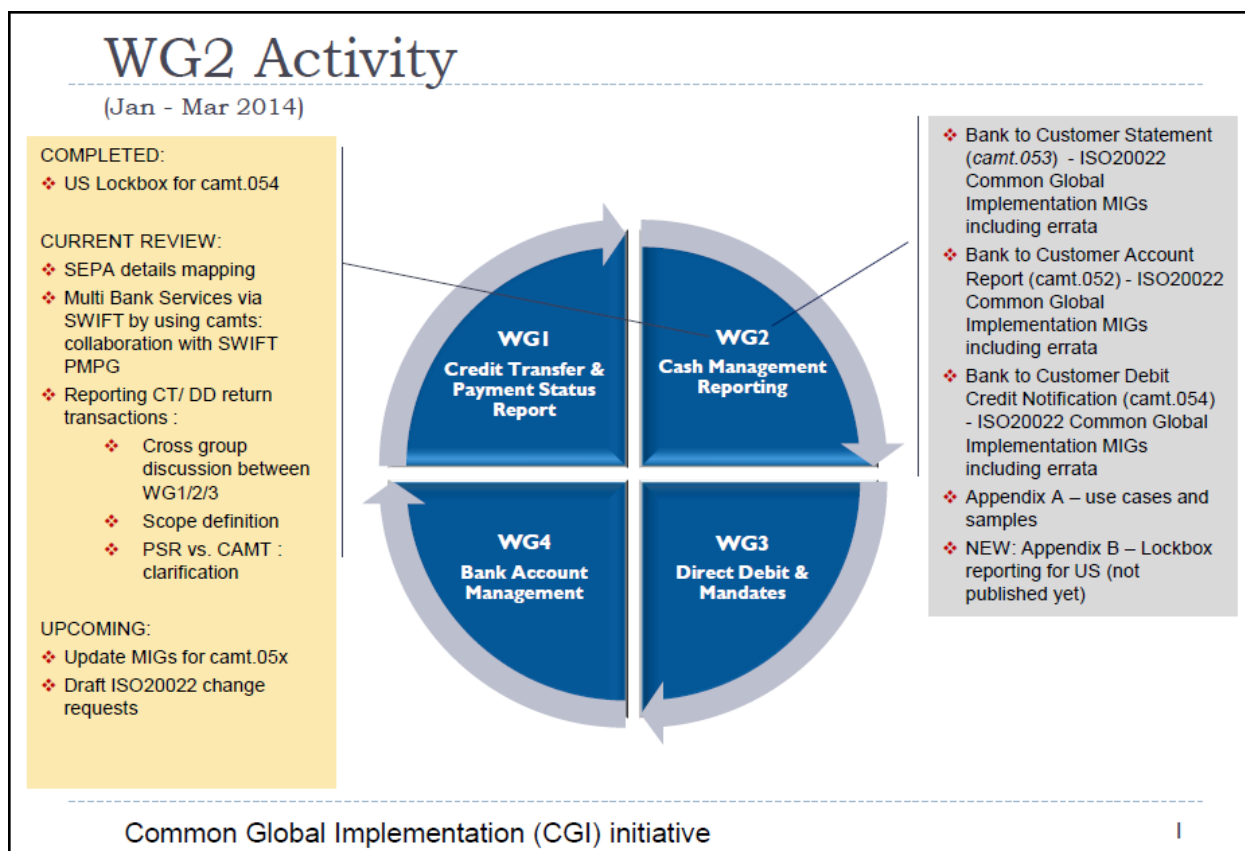 WG2 Activity
(Jan - Mar 2014)
COMPLETED:
❖ US Lockbox for camt.054
CURRENT REVIEW:
❖ SEPA details mapping
❖ Multi Bank Services via
SWIFT by using camts:
collaboration with SWIFT
PMPG
❖ Reporting CT/ DD return
transactions :
❖ Cross group
discussion between
WG1/2/3
❖ Scope definition
❖ PSR vs. CAMT :
clarification
UPCOMING:
❖ Update MIGs for camt.05x
❖ Draft ISO20022 change
requests
WG1
Credit Transfer &
Payment Status
Report
WG2
Cash Management
Reporting
WG4
Bank Account
Management
WG3
Direct Debit &
Mandates
❖ Bank to Customer Statement
(camt.053) - ISO20022
Common Global
Implementation MIGs
including errata
❖ Bank to Customer Account
Report (camt.052) - ISO20022
Common Global
Implementation MIGs
including errata
❖ Bank to Customer Debit
Credit Notification (camt.054)
- ISO20022 Common Global
Implementation MIGs
including errata
❖ Appendix A – use cases and
samples
❖ NEW: Appendix B – Lockbox
reporting for US (not
published yet)
Common Global Implementation (CGI) initiative
1